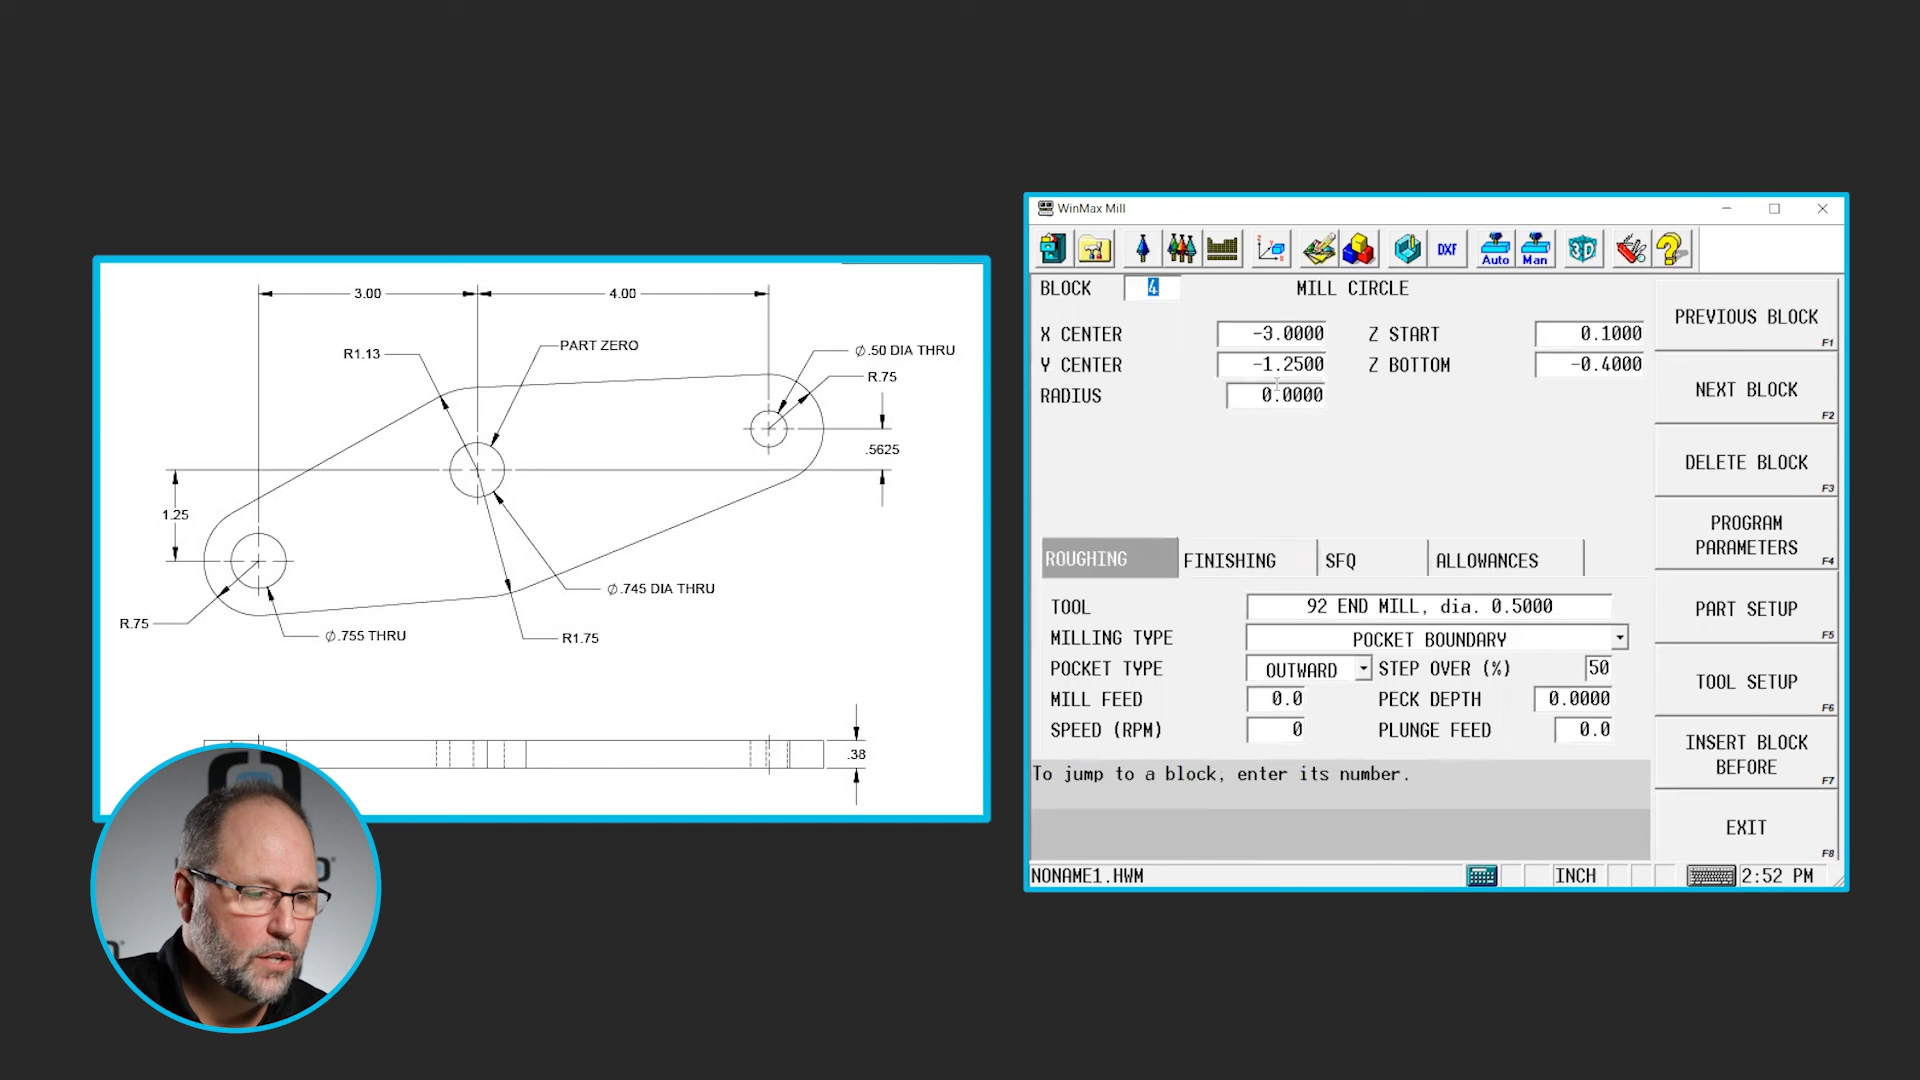 3.00
4.00
R1.13
PART ZERO
Ø.50 DIA THRU
R.75
.5625
1.25
Ø.745 DIA THRU
R.75
Ø.755 THRU
R1.75
.38
WinMax Mill
DXF
Auto
Man
3D
BLOCK 4 MILL CIRCLE
X CENTER -3.0000 Z START 0.1000
Y CENTER -1.2500 Z BOTTOM -0.4000
RADIUS 0.0000
ROUGHING FINISHING SFQ ALLOWANCES
TOOL 92 END MILL, dia. 0.5000
MILLING TYPE POCKET BOUNDARY
POCKET TYPE OUTWARD STEP OVER (%) 50
MILL FEED 0.0 PECK DEPTH 0.0000
SPEED (RPM) 0 PLUNGE FEED 0.0
To jump to a block, enter its number.
PREVIOUS BLOCK
F1
NEXT BLOCK
F2
DELETE BLOCK
F3
PROGRAM
PARAMETERS
F4
PART SETUP
F5
TOOL SETUP
F6
INSERT BLOCK
BEFORE
F7
EXIT
F8
NONAME1.HWM INCH 2:52 PM